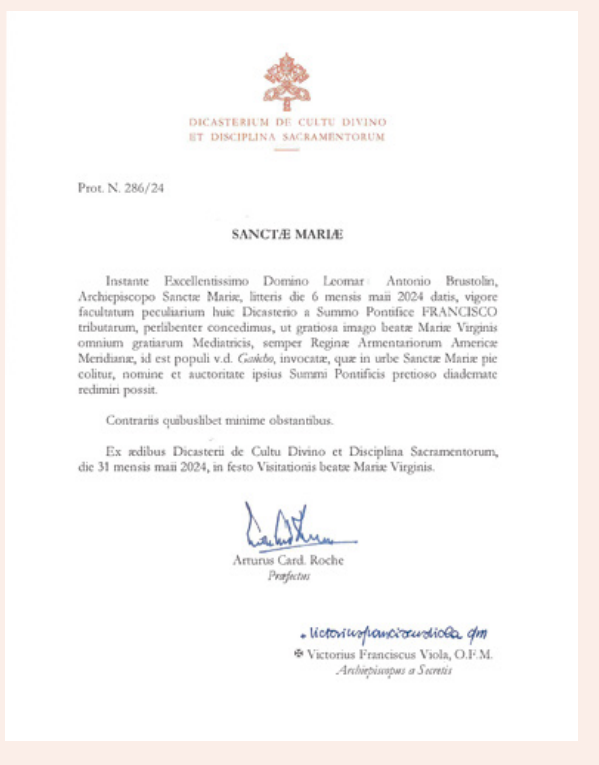 DICASTERIUM DE CULTU DIVINO
ET DISCIPLINA SACRAMENTORUM
Prot. N. 286/24
SANCTÆ MARIÆ
Instante Excellentissimo Domino Leomar Antonio Brustolin,
Archiepiscopo Sanctæ Mariæ, litteris die 6 mensis maii 2024 datis, vigore
facultatum peculiarium huic Dicasterio a Summo Pontifice FRANCISCO
tributarum, perlibenter concedimus, ut gratiosa imago beatæ Mariæ Virginis
omnium gratiarum Mediatricis, semper Reginæ Armentariorum Americæ
Meridianæ, id est populi v.d. Gaúcho, invocatæ, quæ in urbe Sanctæ Mariæ pie
colitur, nomine et auctoritate ipsius Summi Pontificis pretioso diademate
redimiri possit.
Contrariis quibuslibet minime obstantibus.
Ex ædibus Dicasterii de Cultu Divino et Disciplina Sacramentorum,
die 31 mensis maii 2024, in festo Visitationis beatæ Mariæ Virginis.
Arturus Card. Roche
Præfectus
✠ Victorius Franciscus Viola, O.F.M.
Archiepiscopus a Secretis